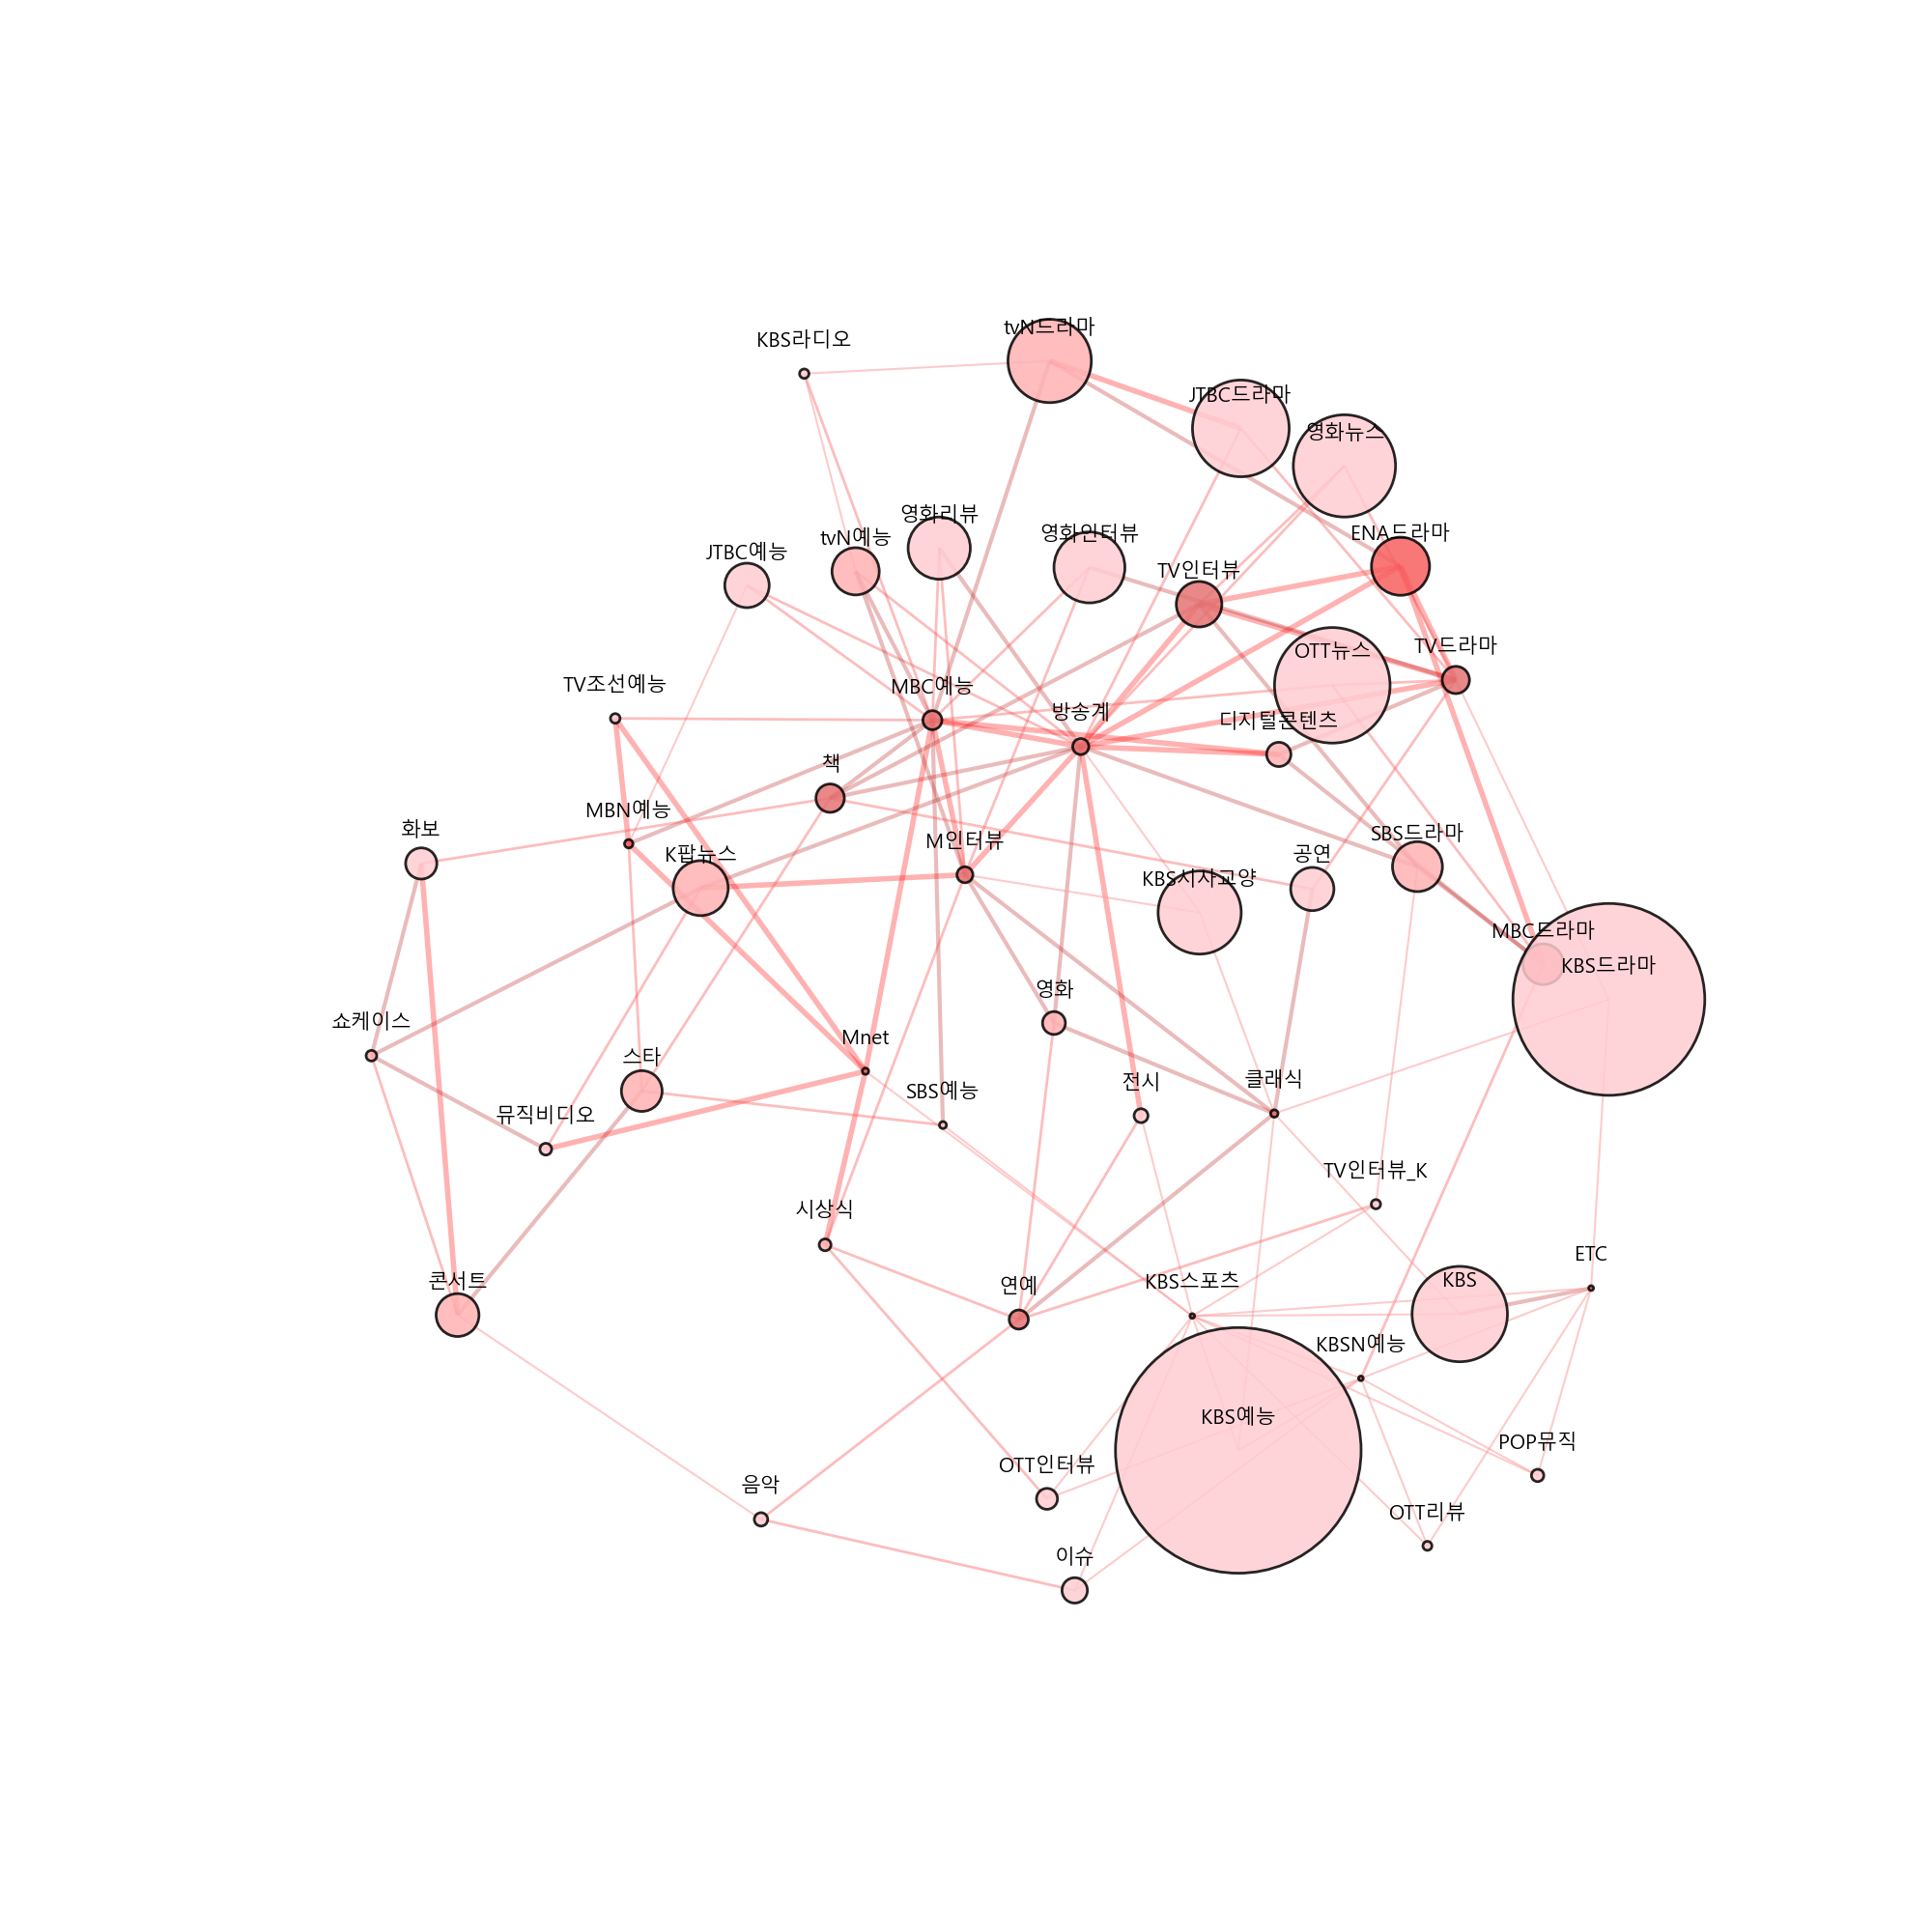 tvN드라마
KBS라디오
JTBC드라마
영화뉴스
영화리뷰
영화인터뷰
ENA드라마
tvN예능
JTBC예능
TV인터뷰
TV드라마
OTT뉴스
TV조선예능
MBC예능
방송계
디지털콘텐츠
책
MBN예능
화보
SBS드라마
M인터뷰
K팝뉴스
공연
KBS시사교양
MBC드라마
KBS드라마
영화
쇼케이스
Mnet
스타
클래식
전시
SBS예능
뮤직비디오
TV인터뷰_K
시상식
ETC
콘서트
KBS스포츠
KBS
연예
KBSN예능
KBS예능
POP뮤직
OTT인터뷰
음악
OTT리뷰
이슈